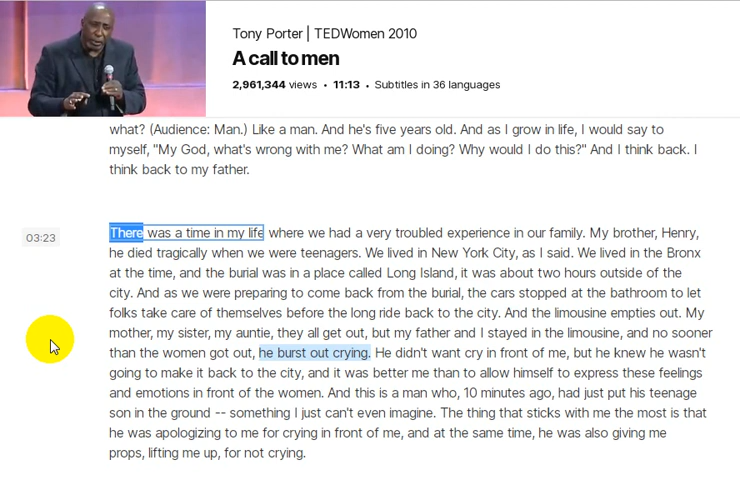 Tony Porter | TEDWomen 2010
A call to men
2,961,344 views • 11:13 • Subtitles in 36 languages
what? (Audience: Man.) Like a man. And he's five years old. And as I grow in life, I would say to
myself, "My God, what's wrong with me? What am I doing? Why would I do this?" And I think back. I
think back to my father.
03:23
There was a time in my life where we had a very troubled experience in our family. My brother, Henry,
he died tragically when we were teenagers. We lived in New York City, as I said. We lived in the Bronx
at the time, and the burial was in a place called Long Island, it was about two hours outside of the
city. And as we were preparing to come back from the burial, the cars stopped at the bathroom to let
folks take care of themselves before the long ride back to the city. And the limousine empties out. My
mother, my sister, my auntie, they all get out, but my father and I stayed in the limousine, and no sooner
than the women got out, he burst out crying. He didn't want cry in front of me, but he knew he wasn't
going to make it back to the city, and it was better me than to allow himself to express these feelings
and emotions in front of the women. And this is a man who, 10 minutes ago, had just put his teenage
son in the ground -- something I just can't even imagine. The thing that sticks with me the most is that
he was apologizing to me for crying in front of me, and at the same time, he was also giving me
props, lifting me up, for not crying.